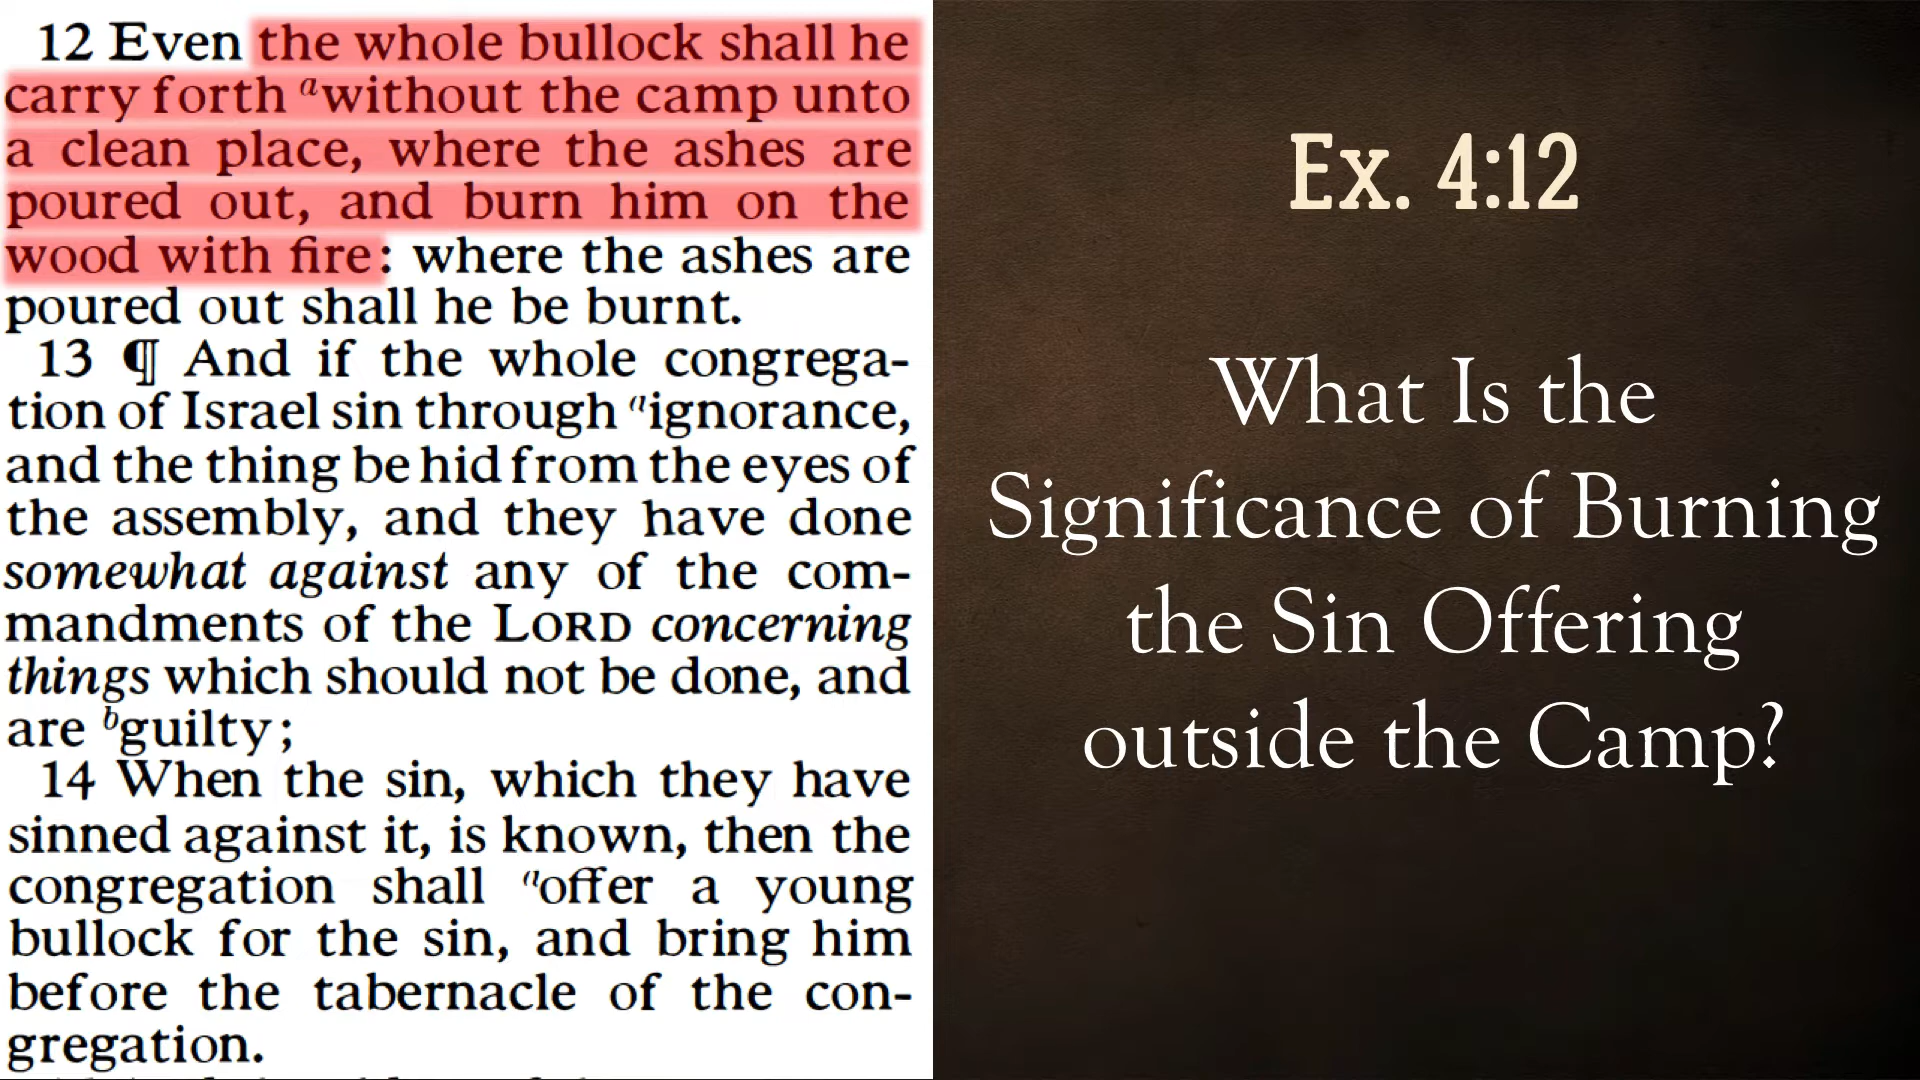 12 Even the whole bullock shall he
carry forth ᵃwithout the camp unto
a clean place, where the ashes are
poured out, and burn him on the
wood with fire: where the ashes are
poured out shall he be burnt.
13 ¶ And if the whole congrega-
tion of Israel sin through ᵃignorance,
and the thing be hid from the eyes of
the assembly, and they have done
somewhat against any of the com-
mandments of the LORD concerning
things which should not be done, and
are ᵇguilty;
14 When the sin, which they have
sinned against it, is known, then the
congregation shall ᵃoffer a young
bullock for the sin, and bring him
before the tabernacle of the con-
gregation.
Ex. 4:12
What Is the
Significance of Burning
the Sin Offering
outside the Camp?